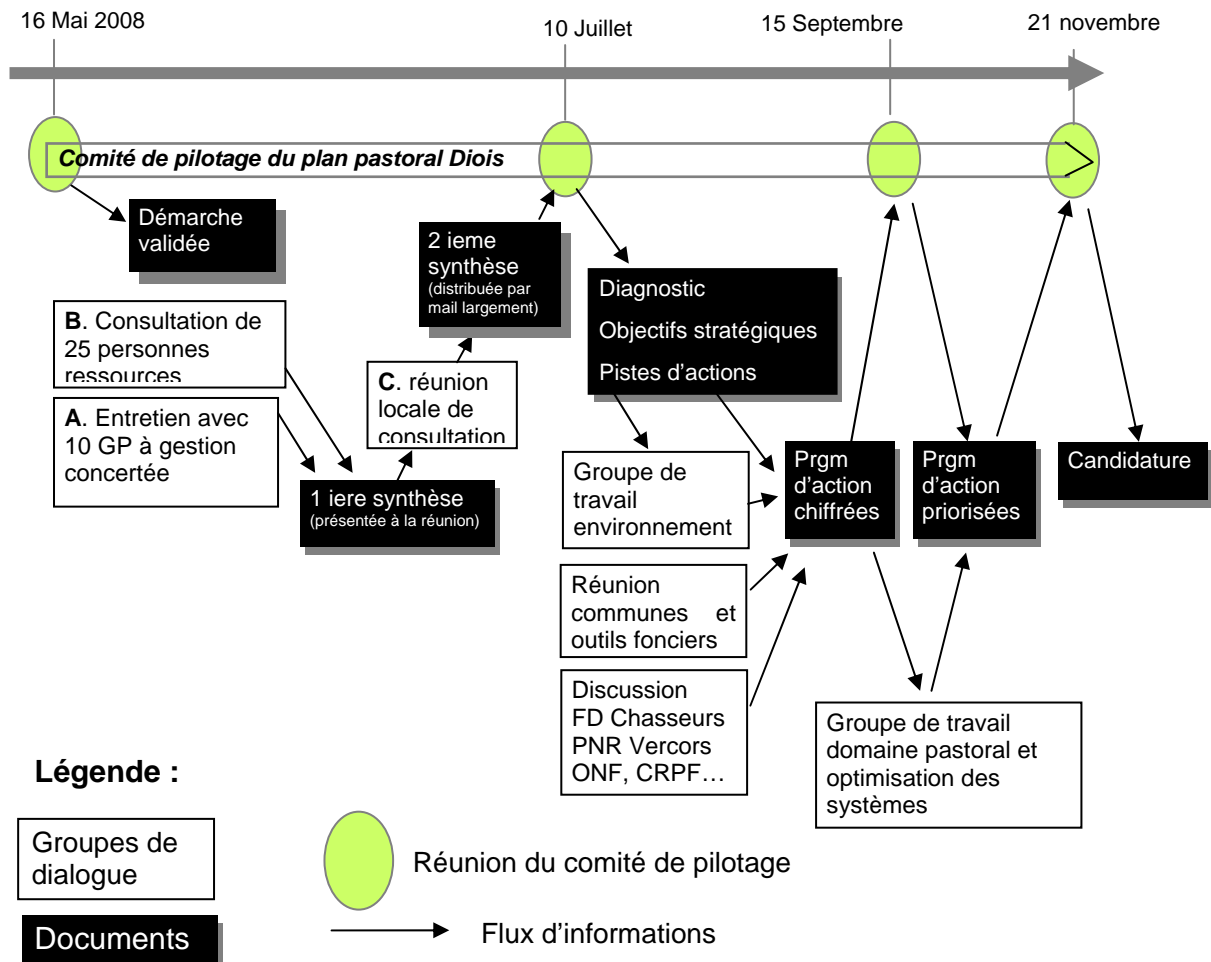 16 Mai 2008
10 Juillet
15 Septembre
21 novembre
Comité de pilotage du plan pastoral Diois
Démarche
validée
2 ieme
synthèse
(distribuée par
mail largement)
Diagnostic
Objectifs stratégiques
Pistes d'actions
B. Consultation de
25 personnes
ressources
C. réunion
locale de
consultation
A. Entretien avec
10 GP à gestion
concertée
1 iere synthèse
(présentée à la réunion)
Groupe de
travail
environnement
Prgm
d'action
chiffrées
Prgm
d'action
priorisées
Candidature
Réunion
communes et
outils fonciers
Discussion
FD Chasseurs
PNR Vercors
ONF, CRPF…
Groupe de travail
domaine pastoral et
optimisation des
systèmes
Légende :
Groupes de
dialogue
Réunion du comité de pilotage
Documents
Flux d'informations